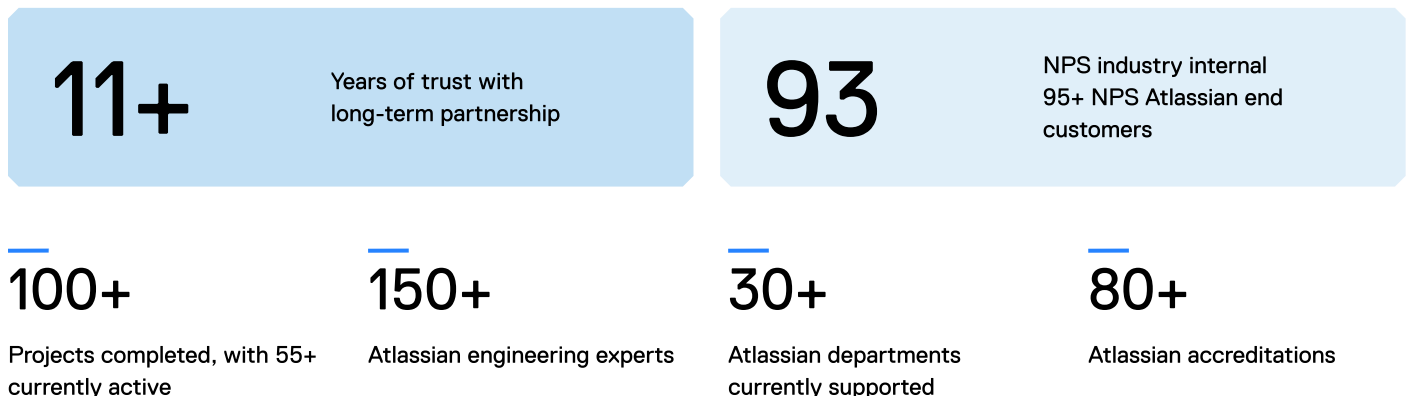 11+
Years of trust with
long-term partnership
93
NPS industry internal
95+ NPS Atlassian end
customers
100+
Projects completed, with 55+
currently active
150+
Atlassian engineering experts
30+
Atlassian departments
currently supported
80+
Atlassian accreditations